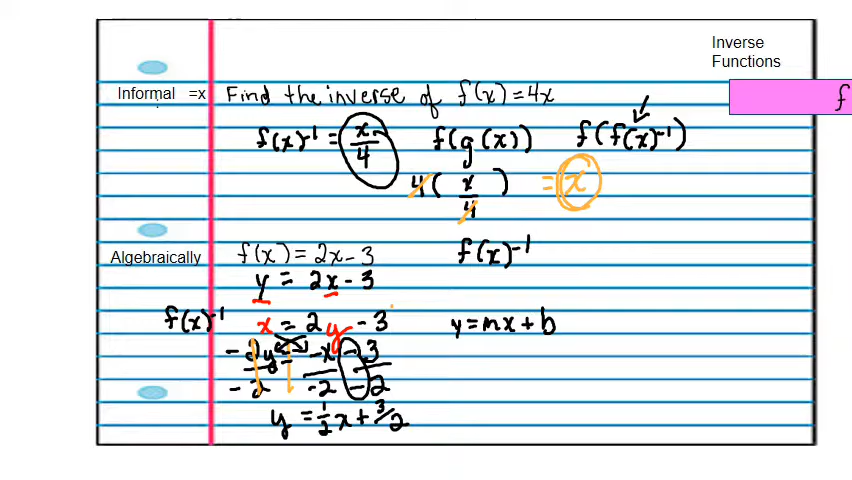 Inverse
Functions
Informal =x Find the inverse of f(x)=4x
f
f(x)⁻¹ = x/4 f(g(x)) f(f(x)⁻¹)
4( x/4 ) = x
Algebraically f(x) = 2x - 3 f(x)⁻¹
y = 2x - 3
f(x)⁻¹ x = 2y - 3 y = mx + b
-2y/-2 = -x/-2 -3/-2
y = 1/2 x + 3/2